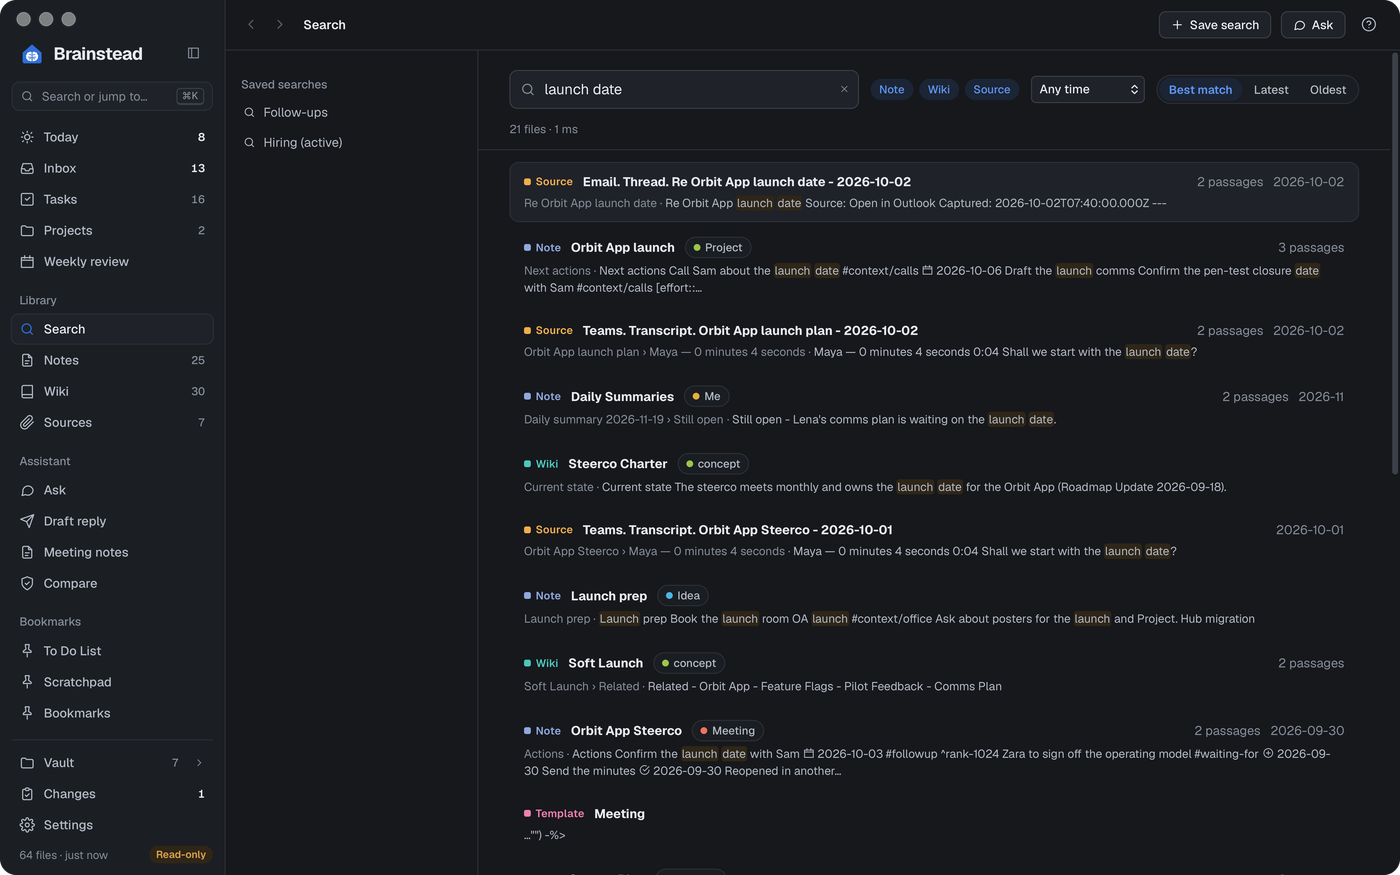 Brainstead
Search or jump to... ⌘K
Today 8
Inbox 13
Tasks 16
Projects 2
Weekly review
Library
Search
Notes 25
Wiki 30
Sources 7
Assistant
Ask
Draft reply
Meeting notes
Compare
Bookmarks
To Do List
Scratchpad
Bookmarks
Vault 7
Changes 1
Settings
64 files · just now Read-only
Search
Save search Ask
Saved searches
Follow-ups
Hiring (active)
launch date
Note Wiki Source Any time Best match Latest Oldest
21 files · 1 ms
Source Email. Thread. Re Orbit App launch date - 2026-10-02 2 passages 2026-10-02
Re Orbit App launch date · Re Orbit App launch date Source: Open in Outlook Captured: 2026-10-02T07:40:00.000Z ---
Note Orbit App launch Project 3 passages
Next actions · Next actions Call Sam about the launch date #context/calls 2026-10-06 Draft the launch comms Confirm the pen-test closure date
with Sam #context/calls [effort::...
Source Teams. Transcript. Orbit App launch plan - 2026-10-02 2 passages 2026-10-02
Orbit App launch plan › Maya — 0 minutes 4 seconds · Maya — 0 minutes 4 seconds 0:04 Shall we start with the launch date?
Note Daily Summaries Me 2 passages 2026-11
Daily summary 2026-11-19 › Still open · Still open - Lena's comms plan is waiting on the launch date.
Wiki Steerco Charter concept
Current state · Current state The steerco meets monthly and owns the launch date for the Orbit App (Roadmap Update 2026-09-18).
Source Teams. Transcript. Orbit App Steerco - 2026-10-01 2026-10-01
Orbit App Steerco › Maya — 0 minutes 4 seconds · Maya — 0 minutes 4 seconds 0:04 Shall we start with the launch date?
Note Launch prep Idea
Launch prep · Launch prep Book the launch room OA launch #context/office Ask about posters for the launch and Project. Hub migration
Wiki Soft Launch concept 2 passages
Soft Launch › Related · Related - Orbit App - Feature Flags - Pilot Feedback - Comms Plan
Note Orbit App Steerco Meeting 2 passages 2026-09-30
Actions · Actions Confirm the launch date with Sam 2026-10-03 #followup ^rank-1024 Zara to sign off the operating model #waiting-for 2026-09-
30 Send the minutes 2026-09-30 Reopened in another...
Template Meeting
..."") -%>